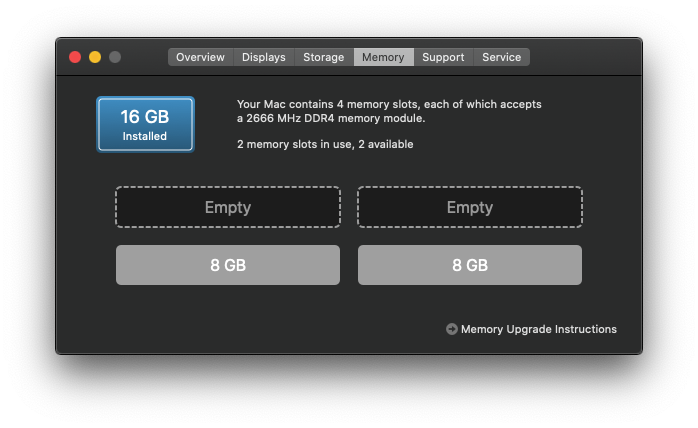 Overview Displays Storage Memory Support Service
16 GB
Installed
Your Mac contains 4 memory slots, each of which accepts
a 2666 MHz DDR4 memory module.
2 memory slots in use, 2 available
Empty Empty
8 GB 8 GB
Memory Upgrade Instructions